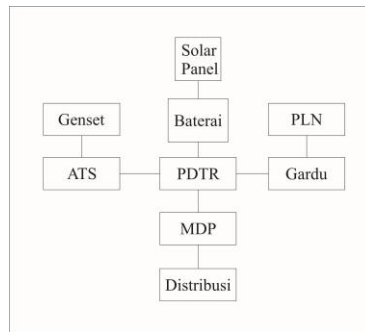 Solar
Panel
Genset
Baterai
PLN
ATS
PDTR
Gardu
MDP
Distribusi